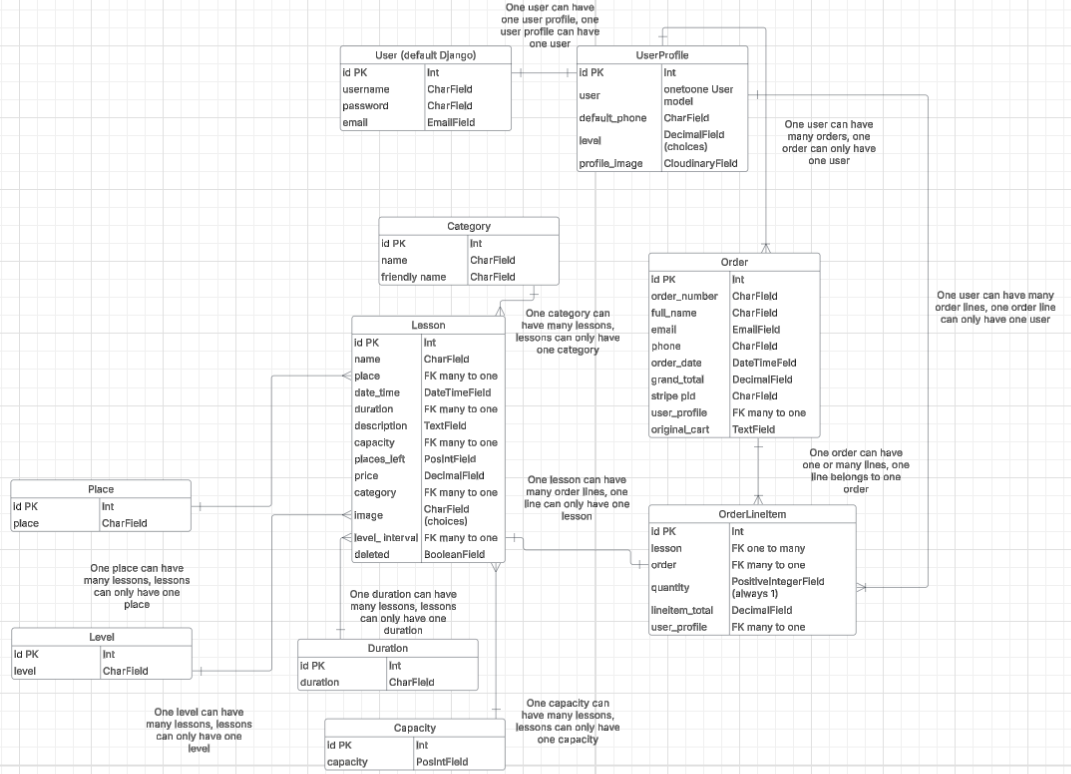 One user can have
one user profile, one
user profile can have
one user
User (default Django)
id PK Int
username CharField
password CharField
email EmailField
UserProfile
id PK Int
user onetoone User
model
default_phone CharField
level DecimalField
(choices)
profile_image CloudinaryField
One user can have
many orders, one
order can only have
one user
Category
id PK Int
name CharField
friendly name CharField
One category can
have many lessons,
lessons can only have
one category
Order
id PK Int
order_number CharField
full_name CharField
email EmailField
phone CharField
order_date DateTimeFeld
grand_total DecimalField
stripe pid CharField
user_profile FK many to one
original_cart TextField
One user can have many
order lines, one order line
can only have one user
Lesson
id PK Int
name CharField
place FK many to one
date_time DateTimeField
duration FK many to one
description TextField
capacity FK many to one
places_left PosIntField
price DecimalField
category FK many to one
image CharField
(choices)
level_ interval FK many to one
deleted BooleanField
One order can have
one or many lines, one
line belongs to one
order
One lesson can have
many order lines, one
line can only have one
lesson
Place
id PK Int
place CharField
OrderLineItem
id PK Int
lesson FK one to many
order FK many to one
quantity PositiveIntegerField
(always 1)
lineitem_total DecimalField
user_profile FK many to one
One place can have
many lessons, lessons
can only have one
place
One duration can have
many lessons, lessons
can only have one
duration
Level
id PK Int
level CharField
Duration
id PK Int
duration CharField
One level can have
many lessons, lessons
can only have one
level
One capacity can
have many lessons,
lessons can only have
one capacity
Capacity
id PK Int
capacity PosIntField